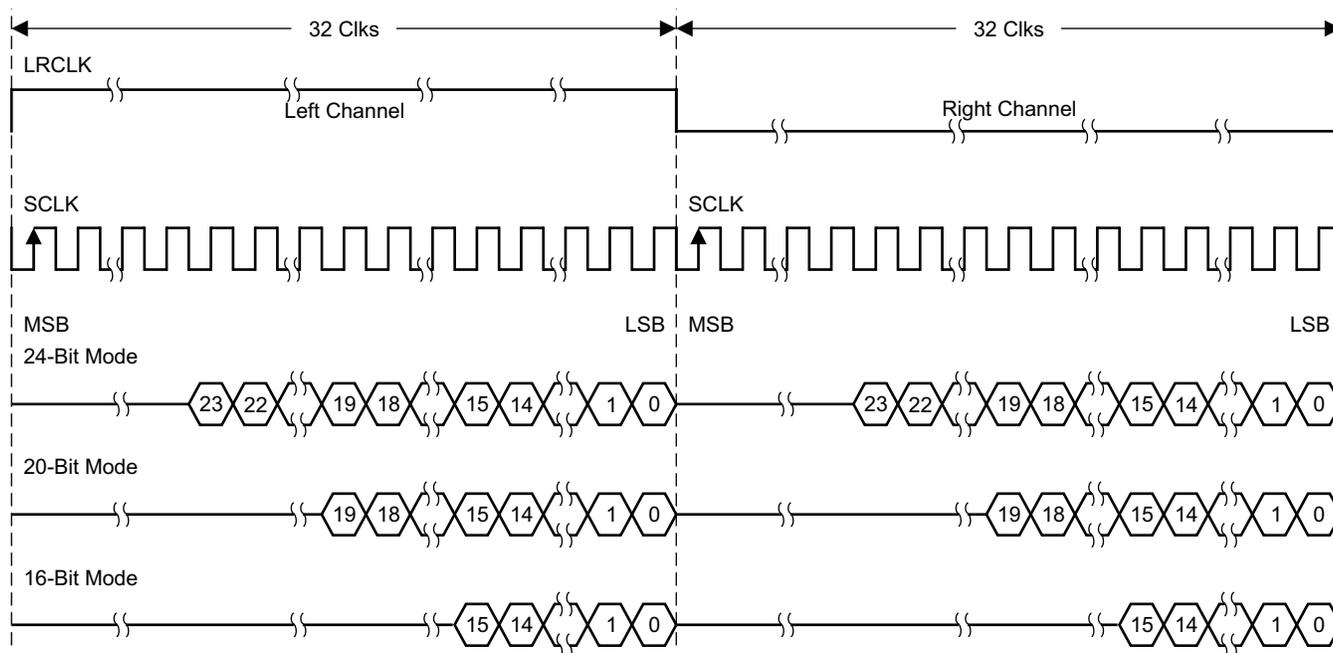 32 Clks 32 Clks
LRCLK
Left Channel Right Channel
SCLK SCLK
MSB LSB MSB LSB
24-Bit Mode
23 22 19 18 15 14 1 0 23 22 19 18 15 14 1 0
20-Bit Mode
19 18 15 14 1 0 19 18 15 14 1 0
16-Bit Mode
15 14 1 0 15 14 1 0